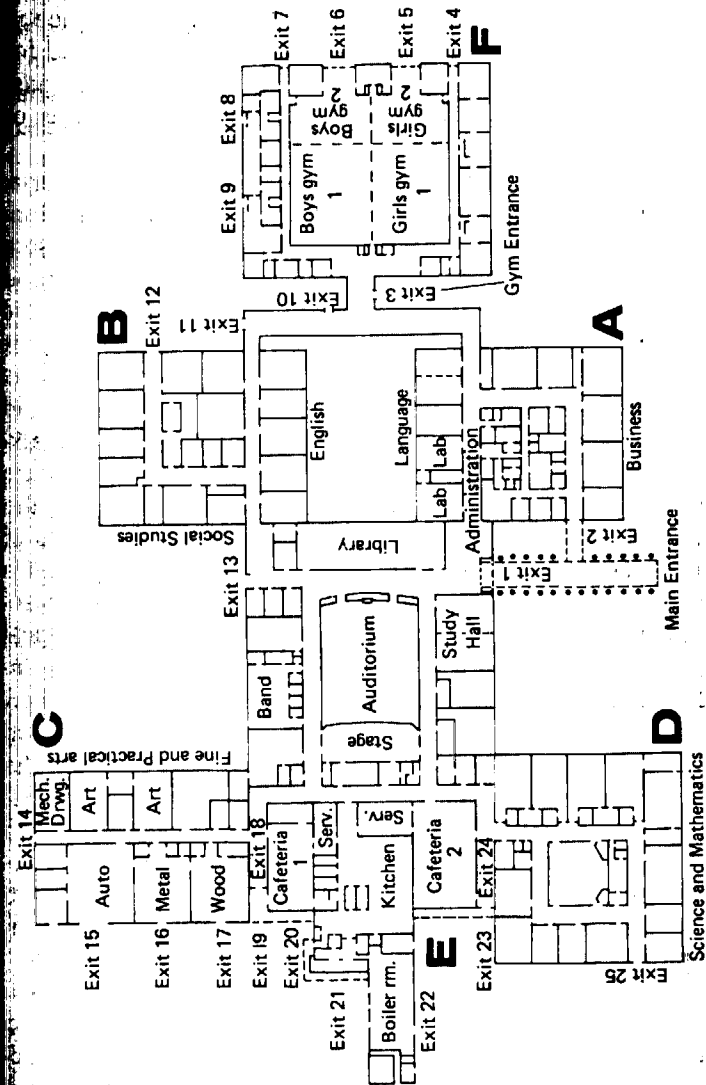 Exit 7
Exit 6
Exit 5
Exit 4
F
Exit 8
Exit 9
Boys
gym
2
Girls
gym
2
Boys gym
1
Girls gym
1
Exit 10
Exit 3
Gym Entrance
B
Exit 12
Exit 11
A
English
Language
Lab
Lab
Administration
Business
Social Studies
Library
Exit 13
Exit 2
Exit 1
Main Entrance
Auditorium
Study
Hall
Band
Stage
C
Fine and Practical arts
D
Exit 14
Mech.
Drwg.
Art
Art
Auto
Metal
Wood
Exit 18
Cafeteria
1
Serv.
Serv.
Kitchen
Cafeteria
2
Exit 24
Science and Mathematics
Exit 15
Exit 16
Exit 17
Exit 19
Exit 20
Exit 21
Boiler rm.
E
Exit 22
Exit 23
Exit 25